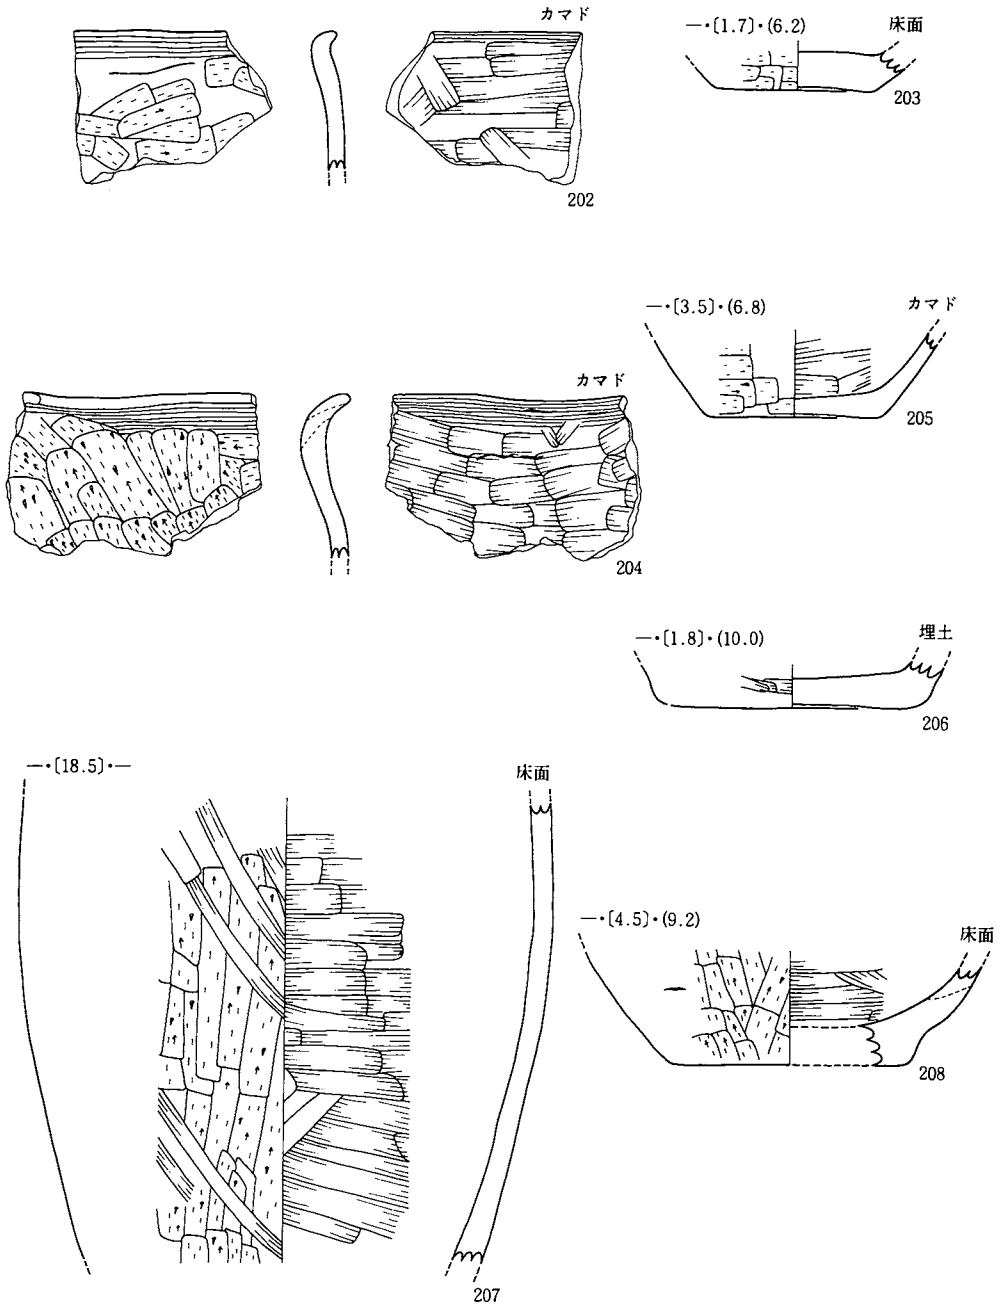 カマド
202
—·〔1.7〕·(6.2) 床面
203
カマド
204
—·〔3.5〕·(6.8) カマド
205
—·〔1.8〕·(10.0) 埋土
206
—·〔18.5〕·— 床面
207
—·〔4.5〕·(9.2) 床面
208